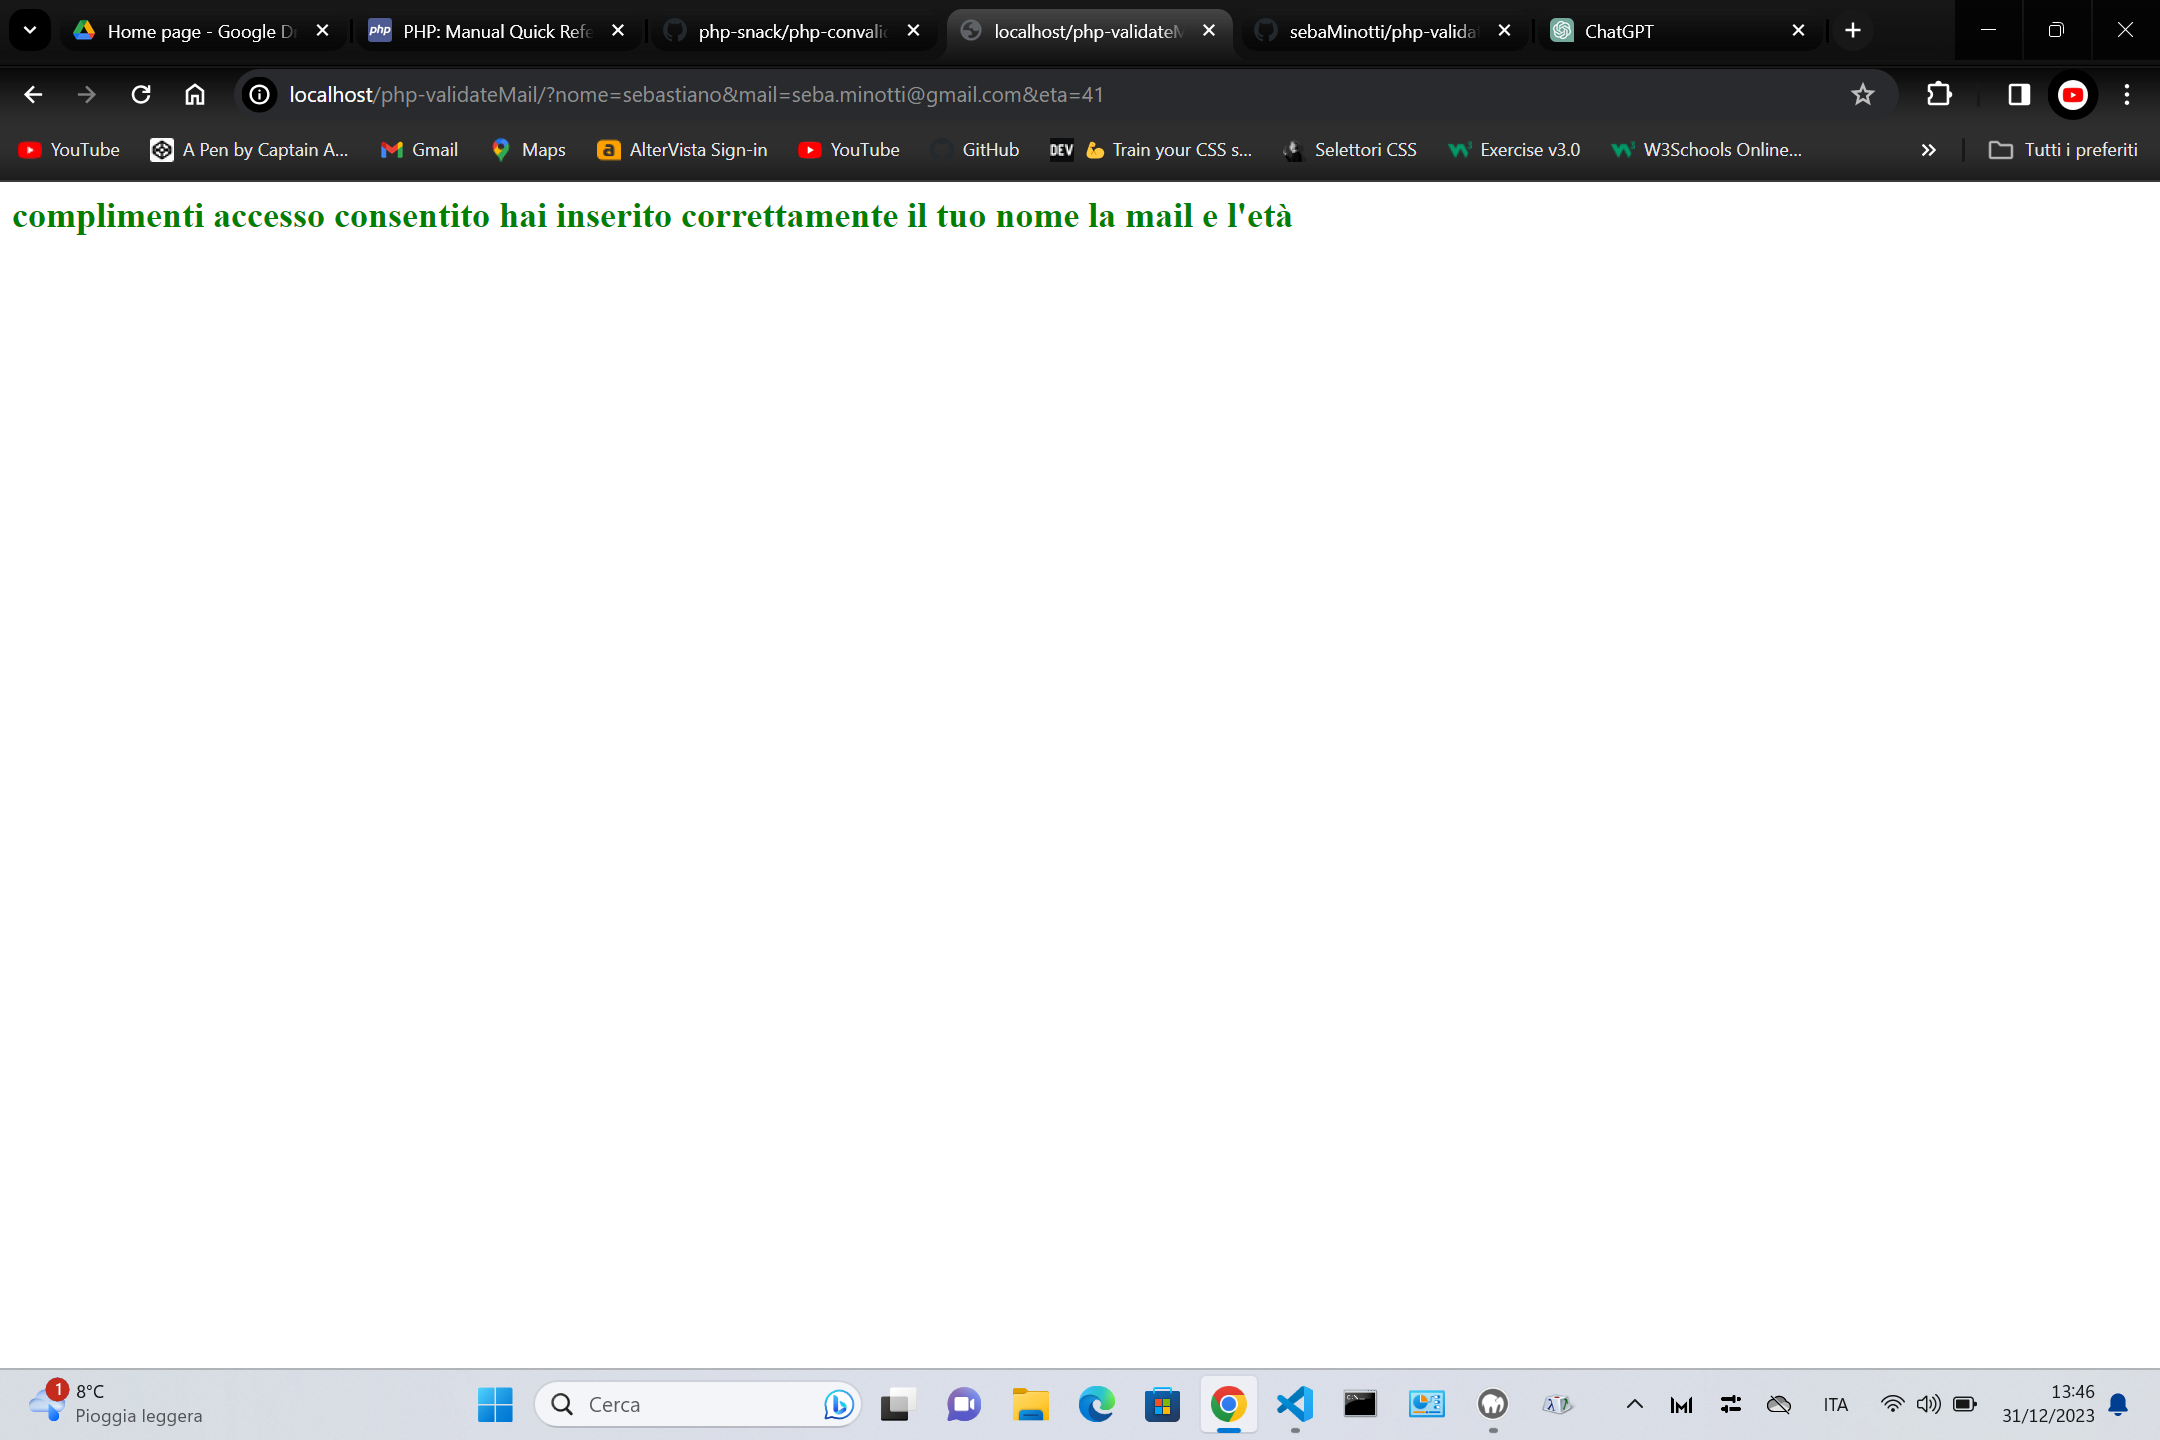 Home page - Google D
php PHP: Manual Quick Refe
php-snack/php-convali
localhost/php-validateM
sebaMinotti/php-valida
ChatGPT
localhost/php-validateMail/?nome=sebastiano&mail=seba.minotti@gmail.com&eta=41
YouTube
A Pen by Captain A...
Gmail
Maps
a AlterVista Sign-in
YouTube
GitHub
DEV 💪 Train your CSS s...
Selettori CSS
Exercise v3.0
W3Schools Online...
Tutti i preferiti
complimenti accesso consentito hai inserito correttamente il tuo nome la mail e l'età
1
8°C
Pioggia leggera
Cerca
ITA
13:46
31/12/2023